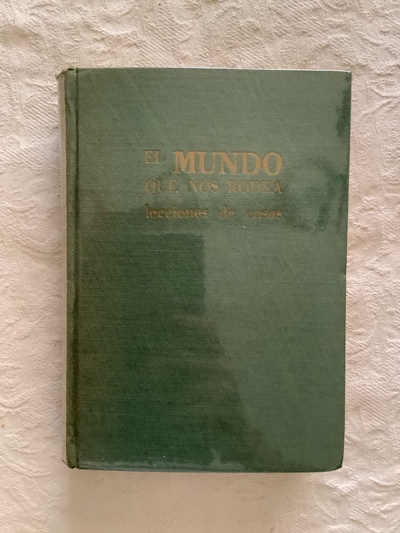 EL MUNDO
QUE NOS RODEA
lecciones de cosas